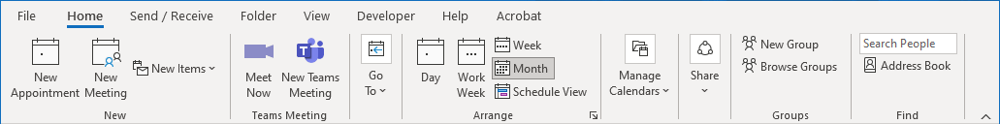 File Home Send / Receive Folder View Developer Help Acrobat
New Appointment
New Meeting
New Items
New
Meet Now
New Teams Meeting
Teams Meeting
Go To
Day
Work Week
Week
Month
Schedule View
Arrange
Manage Calendars
Share
New Group
Browse Groups
Groups
Search People
Address Book
Find